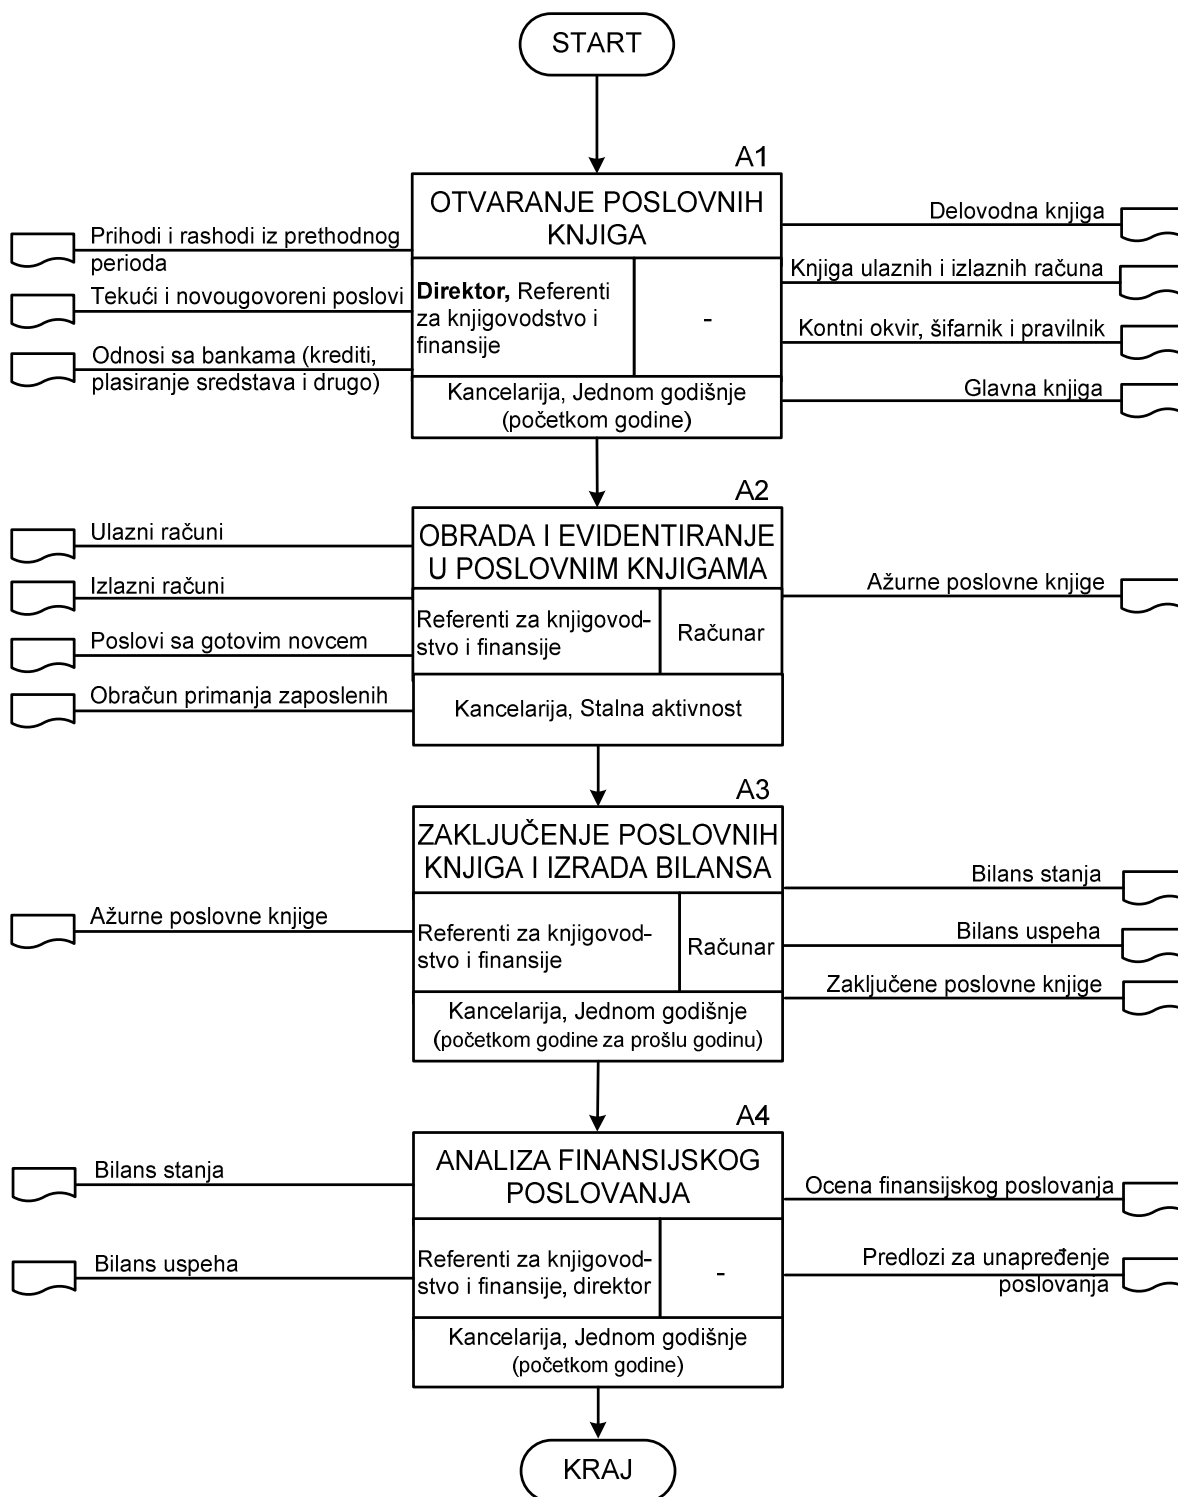 START
A1
OTVARANJE POSLOVNIH
KNJIGA
Prihodi i rashodi iz prethodnog
perioda
Tekući i novougovoreni poslovi
Odnosi sa bankama (krediti,
plasiranje sredstava i drugo)
Direktor, Referenti
za knjigovodstvo i
finansije
-
Kancelarija, Jednom godišnje
(početkom godine)
Delovodna knjiga
Knjiga ulaznih i izlaznih računa
Kontni okvir, šifarnik i pravilnik
Glavna knjiga
A2
OBRADA I EVIDENTIRANJE
U POSLOVNIM KNJIGAMA
Ulazni računi
Izlazni računi
Poslovi sa gotovim novcem
Obračun primanja zaposlenih
Referenti za knjigovod-
stvo i finansije
Računar
Kancelarija, Stalna aktivnost
Ažurne poslovne knjige
A3
ZAKLJUČENJE POSLOVNIH
KNJIGA I IZRADA BILANSA
Ažurne poslovne knjige
Referenti za knjigovod-
stvo i finansije
Računar
Kancelarija, Jednom godišnje
(početkom godine za prošlu godinu)
Bilans stanja
Bilans uspeha
Zaključene poslovne knjige
A4
ANALIZA FINANSIJSKOG
POSLOVANJA
Bilans stanja
Bilans uspeha
Referenti za knjigovod-
stvo i finansije, direktor
-
Kancelarija, Jednom godišnje
(početkom godine)
Ocena finansijskog poslovanja
Predlozi za unapređenje
poslovanja
KRAJ